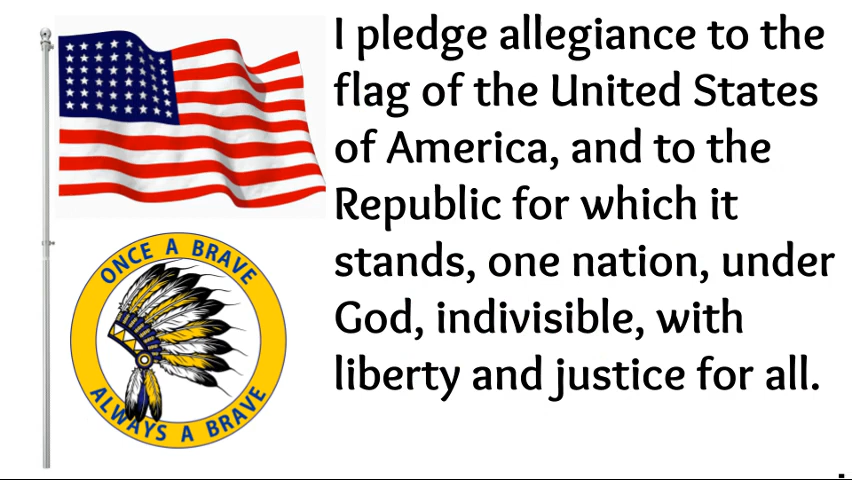 I pledge allegiance to the
flag of the United States
of America, and to the
Republic for which it
stands, one nation, under
God, indivisible, with
liberty and justice for all.
ONCE A BRAVE
ALWAYS A BRAVE